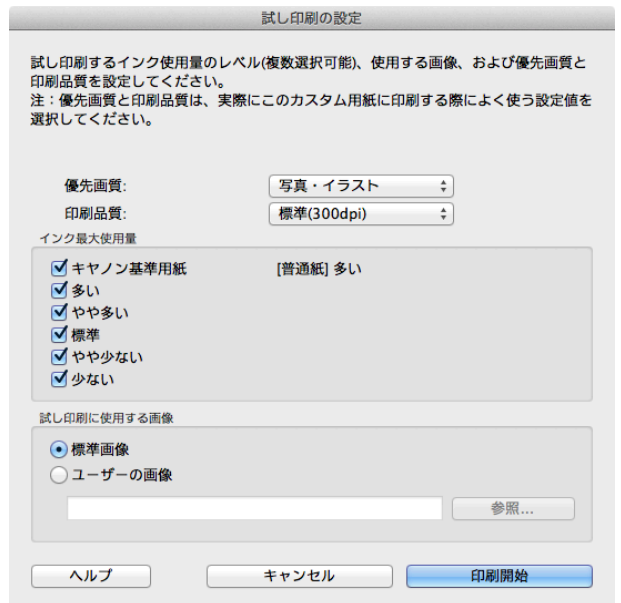 試し印刷の設定
試し印刷するインク使用量のレベル(複数選択可能)、使用する画像、および優先画質と
印刷品質を設定してください。
注：優先画質と印刷品質は、実際にこのカスタム用紙に印刷する際によく使う設定値を
選択してください。
優先画質: 写真・イラスト
印刷品質: 標準(300dpi)
インク最大使用量
キヤノン基準用紙 [普通紙] 多い
多い
やや多い
標準
やや少ない
少ない
試し印刷に使用する画像
標準画像
ユーザーの画像
参照...
ヘルプ キャンセル 印刷開始